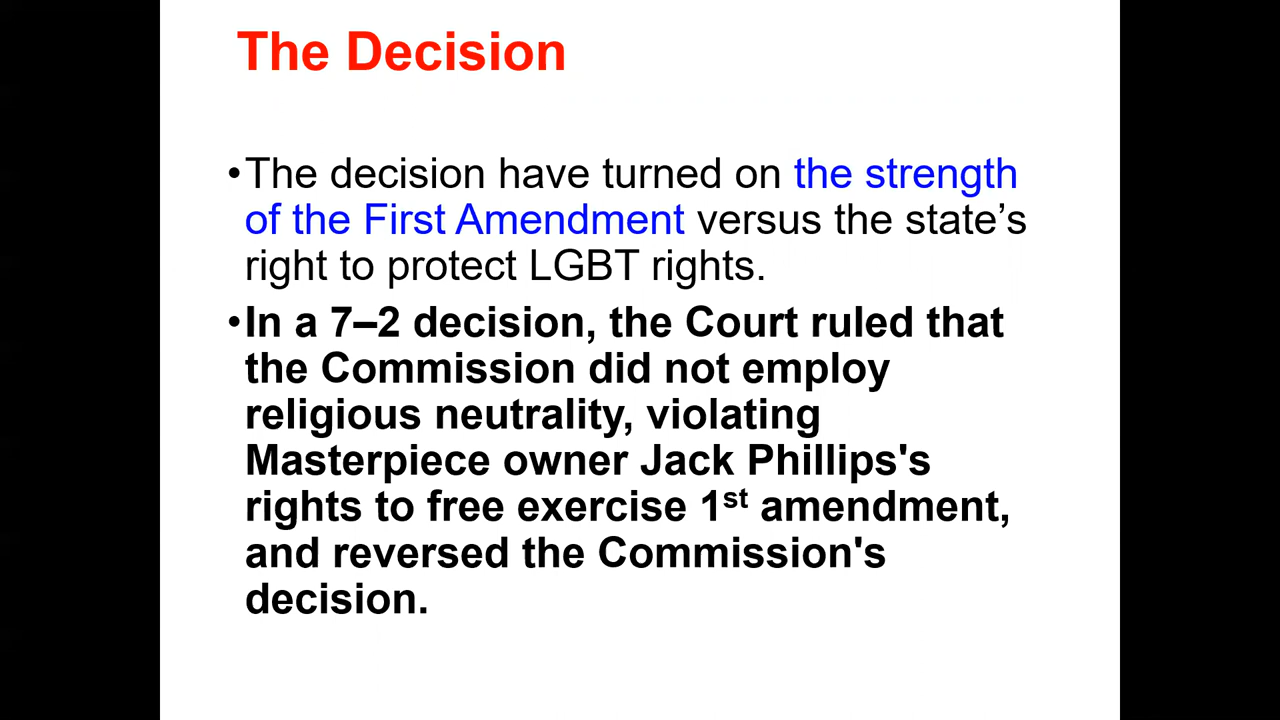 The Decision
•The decision have turned on the strength
of the First Amendment versus the state’s
right to protect LGBT rights.
•In a 7–2 decision, the Court ruled that
the Commission did not employ
religious neutrality, violating
Masterpiece owner Jack Phillips's
rights to free exercise 1st amendment,
and reversed the Commission's
decision.